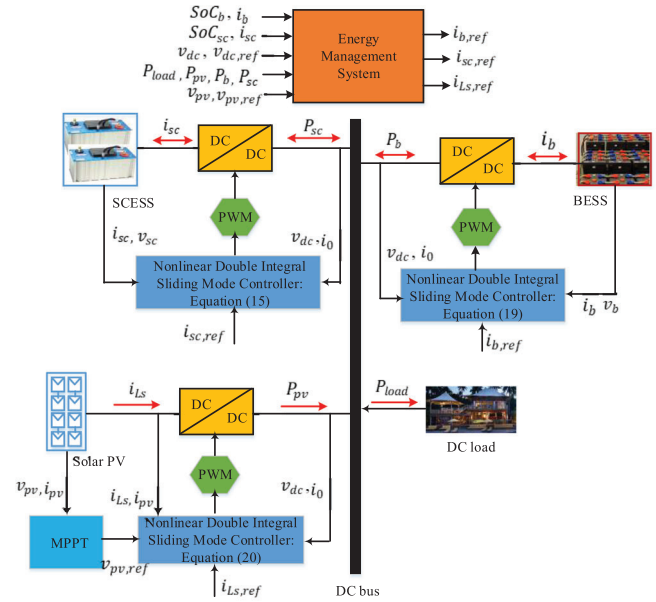 SoC_b, i_b
SoC_sc, i_sc
v_dc, v_dc,ref
P_load, P_pv, P_b, P_sc
v_pv, v_pv,ref
Energy
Management
System
i_b,ref
i_sc,ref
i_Ls,ref
i_sc
DC
DC
P_sc
SCESS
PWM
i_sc, v_sc
v_dc, i_0
Nonlinear Double Integral
Sliding Mode Controller:
Equation (15)
i_sc,ref
P_b
DC
DC
i_b
BESS
PWM
v_dc, i_0
Nonlinear Double Integral
Sliding Mode Controller:
Equation (19)
i_b v_b
i_b,ref
i_Ls
DC
DC
P_pv
Solar PV
PWM
v_pv, i_pv
i_Ls, i_pv
v_dc, i_0
MPPT
Nonlinear Double Integral
Sliding Mode Controller:
Equation (20)
v_pv,ref
i_Ls,ref
P_load
DC load
DC bus